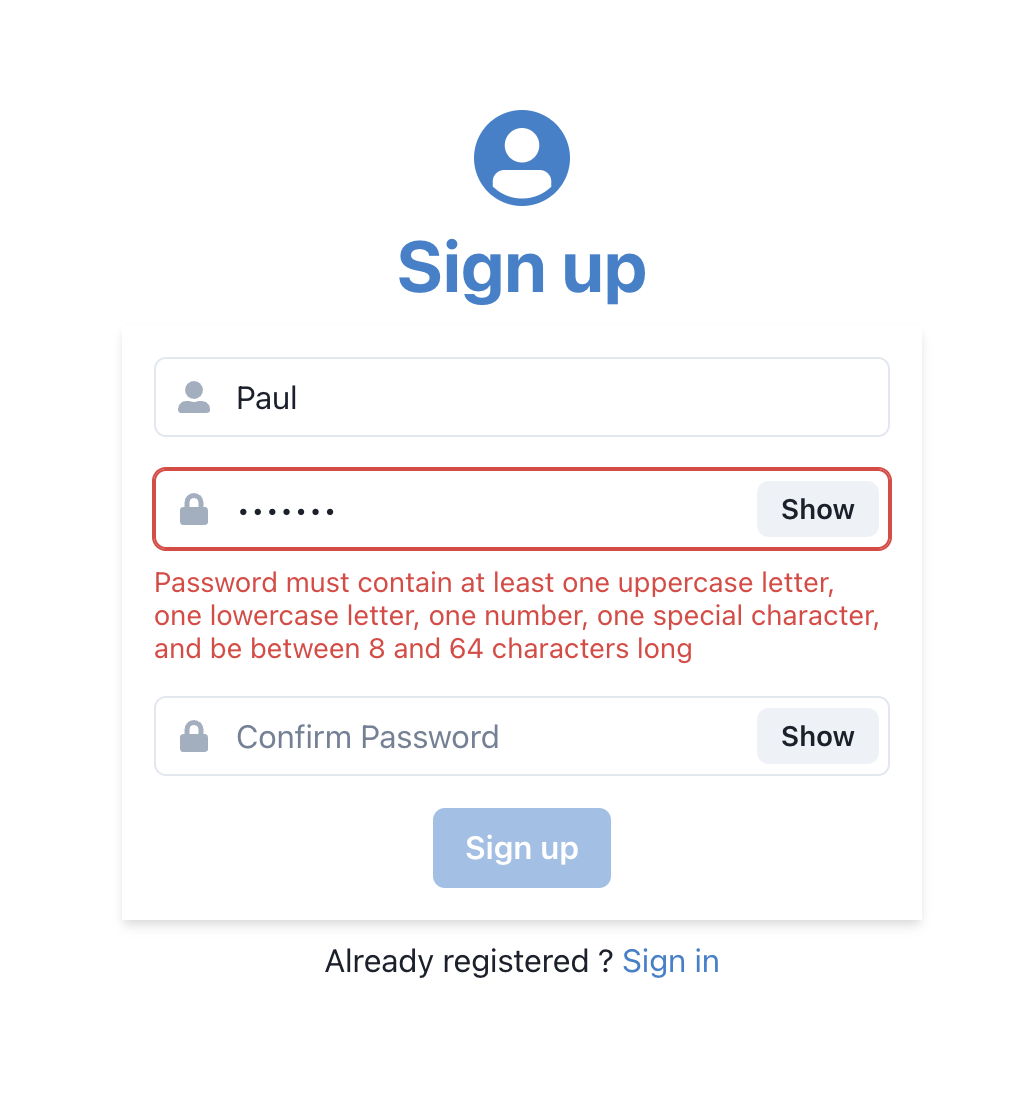 Sign up
Paul
•••••••
Show
Password must contain at least one uppercase letter,
one lowercase letter, one number, one special character,
and be between 8 and 64 characters long
Confirm Password
Show
Sign up
Already registered ? Sign in